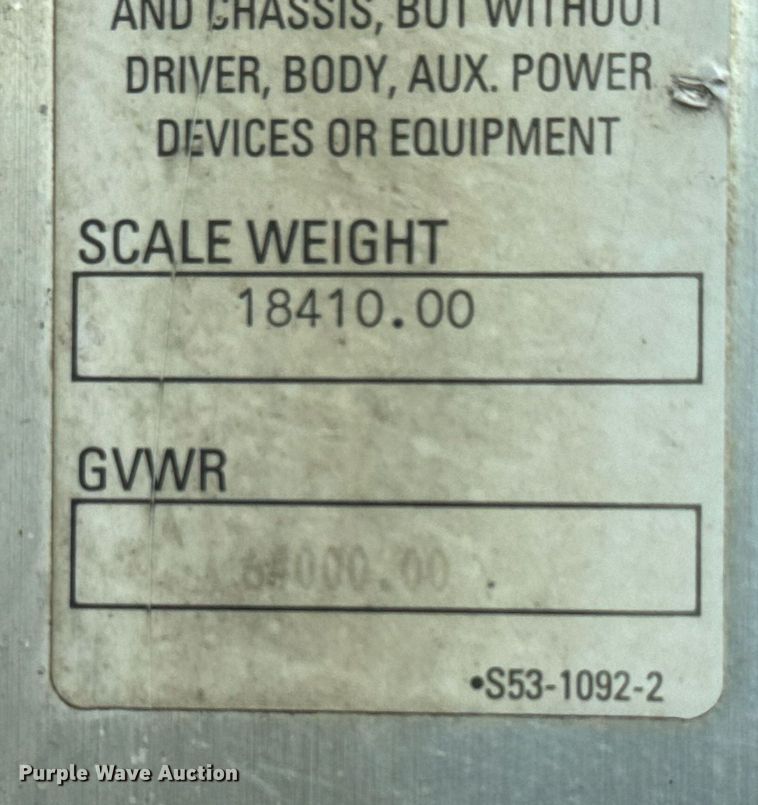 AND CHASSIS, BUT WITHOUT
DRIVER, BODY, AUX. POWER
DEVICES OR EQUIPMENT
SCALE WEIGHT
18410.00
GVWR
•S53-1092-2
Purple Wave Auction